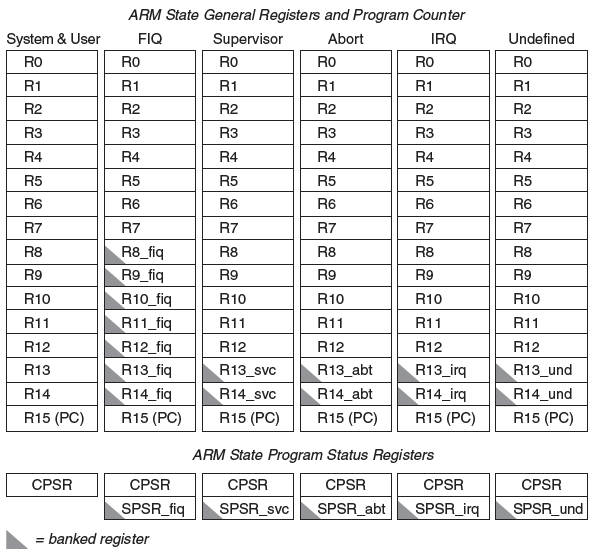 ARM State General Registers and Program Counter
System & User FIQ Supervisor Abort IRQ Undefined
R0 R0 R0 R0 R0 R0
R1 R1 R1 R1 R1 R1
R2 R2 R2 R2 R2 R2
R3 R3 R3 R3 R3 R3
R4 R4 R4 R4 R4 R4
R5 R5 R5 R5 R5 R5
R6 R6 R6 R6 R6 R6
R7 R7 R7 R7 R7 R7
R8 R8_fiq R8 R8 R8 R8
R9 R9_fiq R9 R9 R9 R9
R10 R10_fiq R10 R10 R10 R10
R11 R11_fiq R11 R11 R11 R11
R12 R12_fiq R12 R12 R12 R12
R13 R13_fiq R13_svc R13_abt R13_irq R13_und
R14 R14_fiq R14_svc R14_abt R14_irq R14_und
R15 (PC) R15 (PC) R15 (PC) R15 (PC) R15 (PC) R15 (PC)
ARM State Program Status Registers
CPSR CPSR CPSR CPSR CPSR CPSR
SPSR_fiq SPSR_svc SPSR_abt SPSR_irq SPSR_und
= banked register